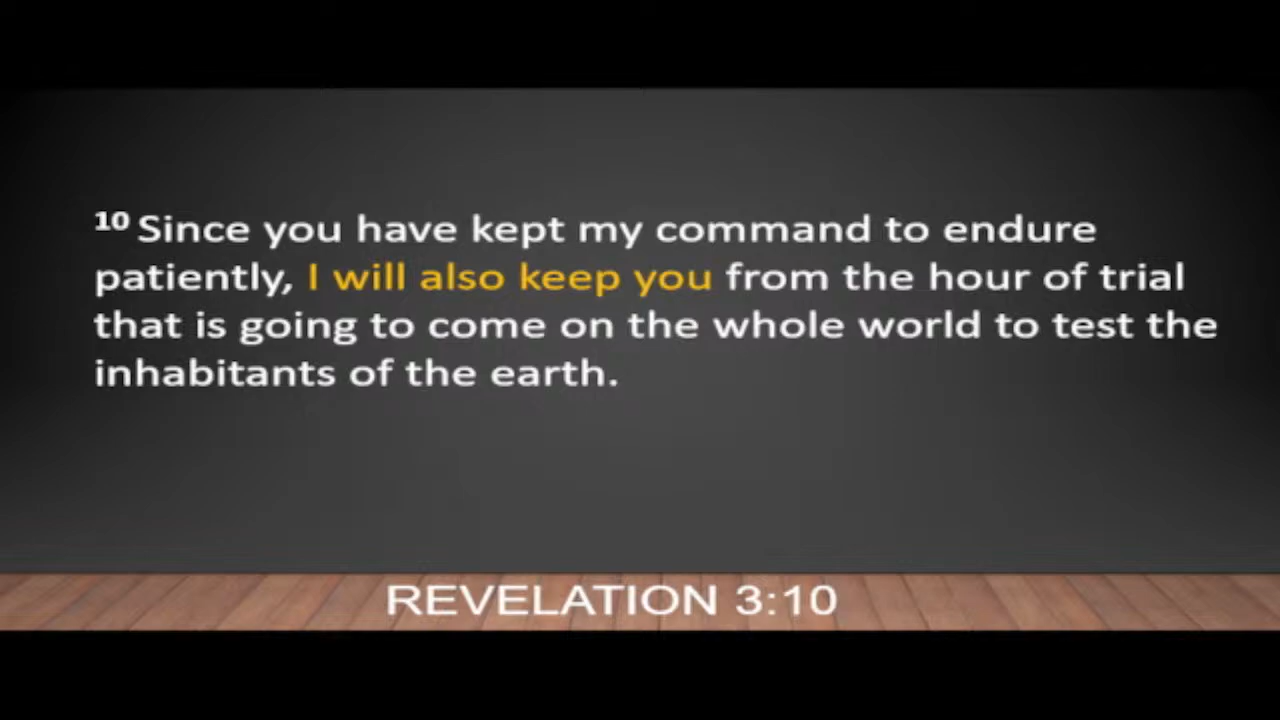 10 Since you have kept my command to endure
patiently, I will also keep you from the hour of trial
that is going to come on the whole world to test the
inhabitants of the earth.
REVELATION 3:10